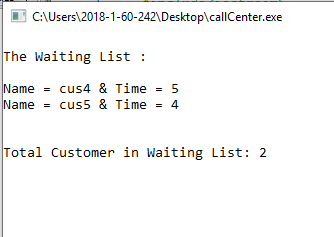 C:\Users\2018-1-60-242\Desktop\callCenter.exe
The Waiting List :
Name = cus4 & Time = 5
Name = cus5 & Time = 4
Total Customer in Waiting List: 2